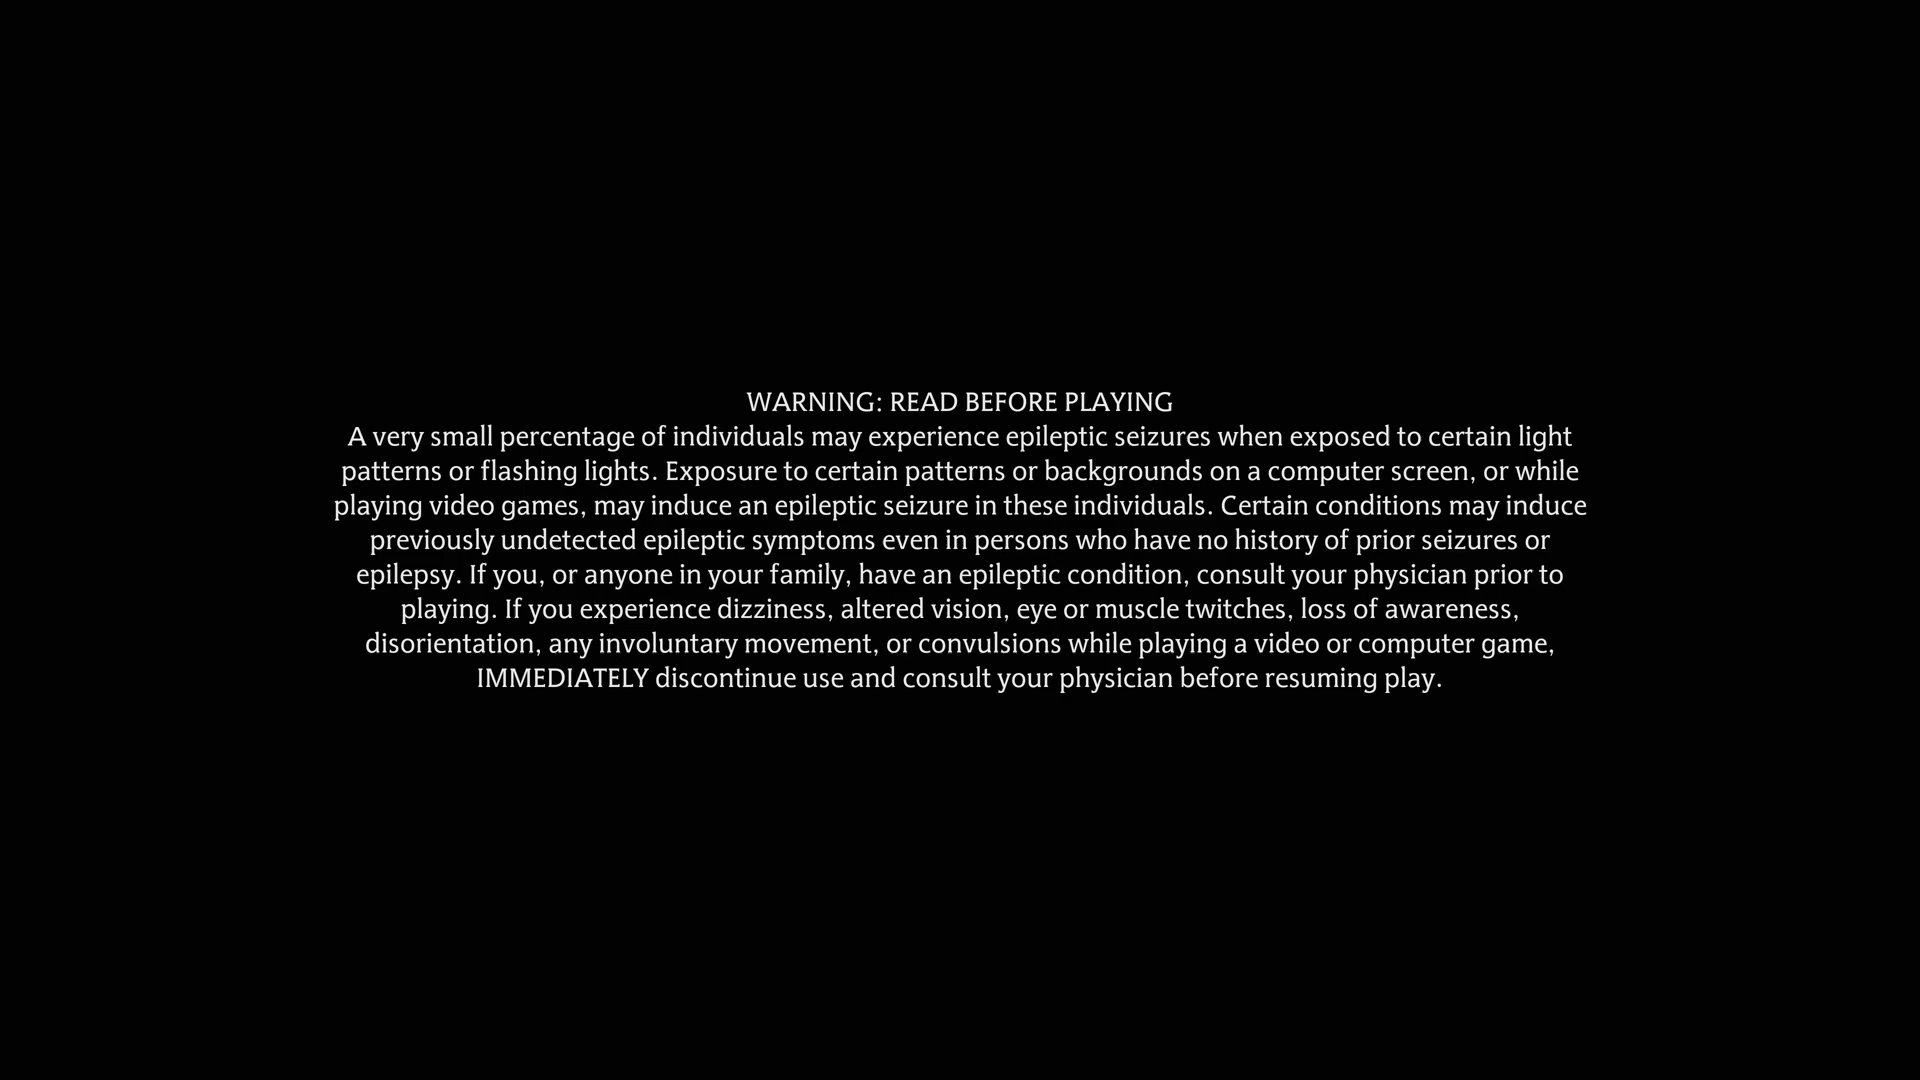 WARNING: READ BEFORE PLAYING
A very small percentage of individuals may experience epileptic seizures when exposed to certain light
patterns or flashing lights. Exposure to certain patterns or backgrounds on a computer screen, or while
playing video games, may induce an epileptic seizure in these individuals. Certain conditions may induce
previously undetected epileptic symptoms even in persons who have no history of prior seizures or
epilepsy. If you, or anyone in your family, have an epileptic condition, consult your physician prior to
playing. If you experience dizziness, altered vision, eye or muscle twitches, loss of awareness,
disorientation, any involuntary movement, or convulsions while playing a video or computer game,
IMMEDIATELY discontinue use and consult your physician before resuming play.